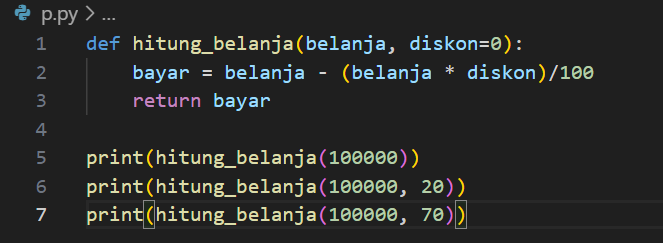 p.py > ...
1 def hitung_belanja(belanja, diskon=0):
2     bayar = belanja - (belanja * diskon)/100
3     return bayar
4
5 print(hitung_belanja(100000))
6 print(hitung_belanja(100000, 20))
7 print(hitung_belanja(100000, 70))